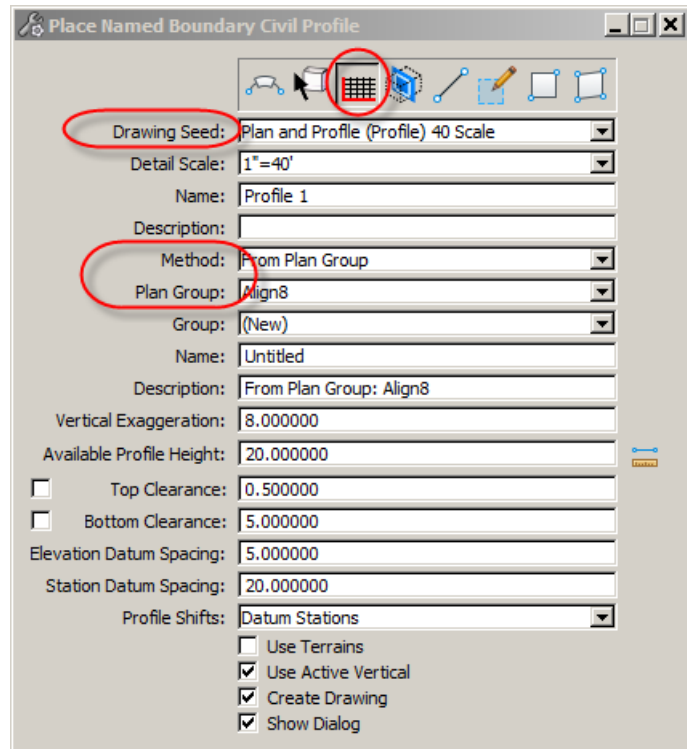 Place Named Boundary Civil Profile
Drawing Seed: Plan and Profile (Profile) 40 Scale
Detail Scale: 1"=40'
Name: Profile 1
Description:
Method: From Plan Group
Plan Group: Align8
Group: (New)
Name: Untitled
Description: From Plan Group: Align8
Vertical Exaggeration: 8.000000
Available Profile Height: 20.000000
Top Clearance: 0.500000
Bottom Clearance: 5.000000
Elevation Datum Spacing: 5.000000
Station Datum Spacing: 20.000000
Profile Shifts: Datum Stations
Use Terrains
Use Active Vertical
Create Drawing
Show Dialog